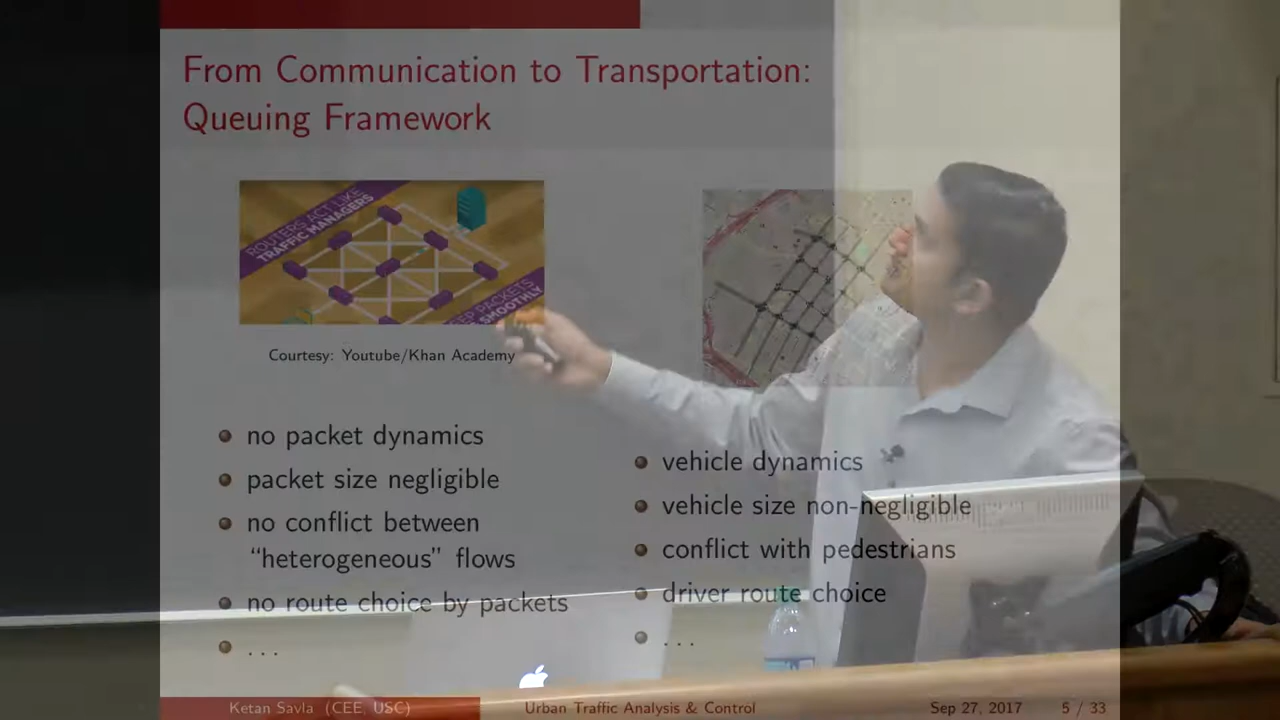 From Communication to Transportation:
Queuing Framework
ROUTERS ACT LIKE
TRAFFIC MANAGERS
PACKETS
SMOOTHLY
Courtesy: Youtube/Khan Academy
no packet dynamics
packet size negligible
no conflict between
“heterogeneous” flows
no route choice by packets
. . .
vehicle dynamics
vehicle size non-negligible
conflict with pedestrians
driver route choice
. . .
Ketan Savla (CEE, USC)
Urban Traffic Analysis & Control
Sep 27, 2017
5 / 33